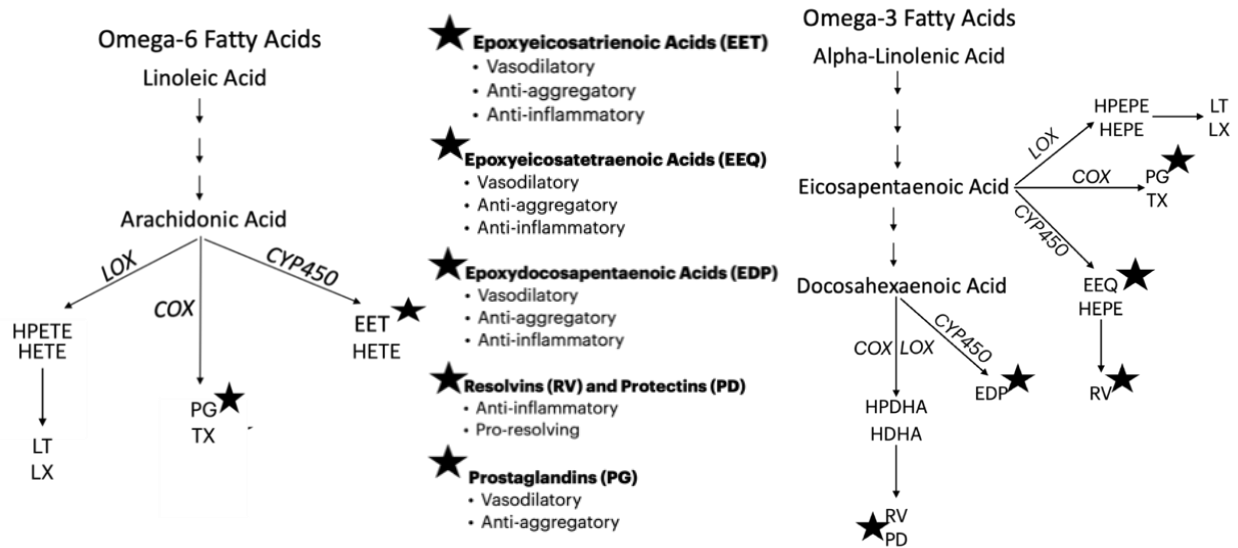 Omega-6 Fatty Acids
Linoleic Acid
Arachidonic Acid
LOX
COX
CYP450
HPETE
HETE
EET
HETE
PG
TX
LT
LX
Epoxyeicosatrienoic Acids (EET)
• Vasodilatory
• Anti-aggregatory
• Anti-inflammatory
Epoxyeicosatetraenoic Acids (EEQ)
• Vasodilatory
• Anti-aggregatory
• Anti-inflammatory
Epoxydocosapentaenoic Acids (EDP)
• Vasodilatory
• Anti-aggregatory
• Anti-inflammatory
Resolvins (RV) and Protectins (PD)
• Anti-inflammatory
• Pro-resolving
Prostaglandins (PG)
• Vasodilatory
• Anti-aggregatory
Omega-3 Fatty Acids
Alpha-Linolenic Acid
Eicosapentaenoic Acid
LOX
HPEPE
HEPE
LT
LX
COX
PG
TX
CYP450
EEQ
HEPE
RV
Docosahexaenoic Acid
COX LOX
CYP450
EDP
HPDHA
HDHA
RV
PD